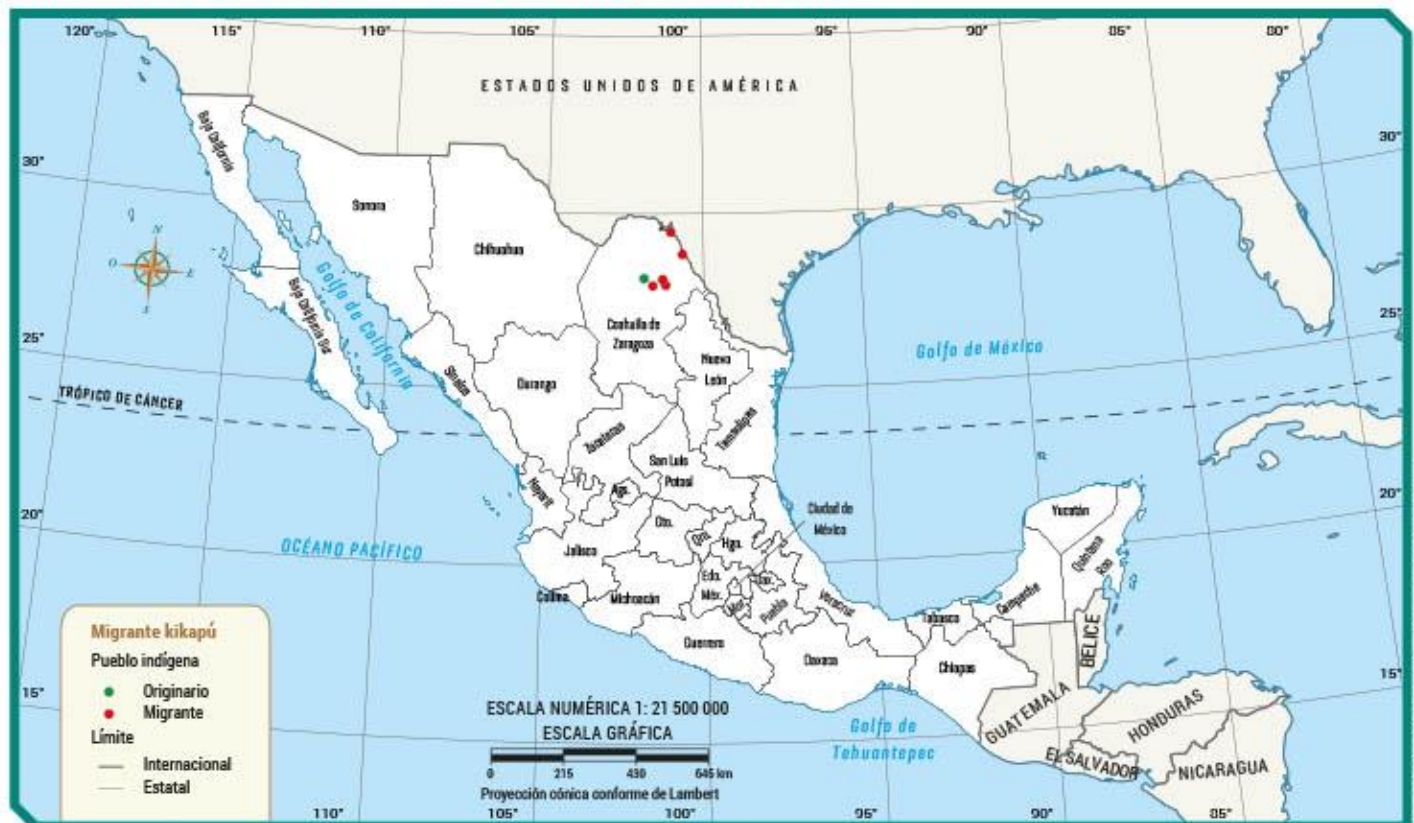 120°
115°
110°
105°
100°
95°
90°
85°
80°
ESTADOS UNIDOS DE AMÉRICA
30°
30°
25°
25°
20°
20°
15°
15°
Baja California
Sonora
Chihuahua
N
O
E
S
Golfo de California
Baja California Sur
Coahuila de
Zaragoza
Nuevo
León
Sinaloa
Durango
Golfo de México
TRÓPICO DE CÁNCER
Zacatecas
Tamaulipas
San Luis
Potosí
Nayarit
Ags.
Ciudad de
México
Yucatán
Quintana
Roo
Gto.
Qro.
Hgo.
OCÉANO PACÍFICO
Jalisco
Edo.
Méx.
Tlax.
Colima
Michoacán
Mor.
Puebla
Veracruz
Tabasco
Campeche
BELICE
Guerrero
Oaxaca
Chiapas
GUATEMALA
HONDURAS
EL SALVADOR
NICARAGUA
Golfo de
Tehuantepec
Migrante kikapú
Pueblo indígena
Originario
Migrante
Límite
Internacional
Estatal
ESCALA NUMÉRICA 1: 21 500 000
ESCALA GRÁFICA
0 215 430 645 km
Proyección cónica conforme de Lambert
110°
105°
100°
95°
90°
85°